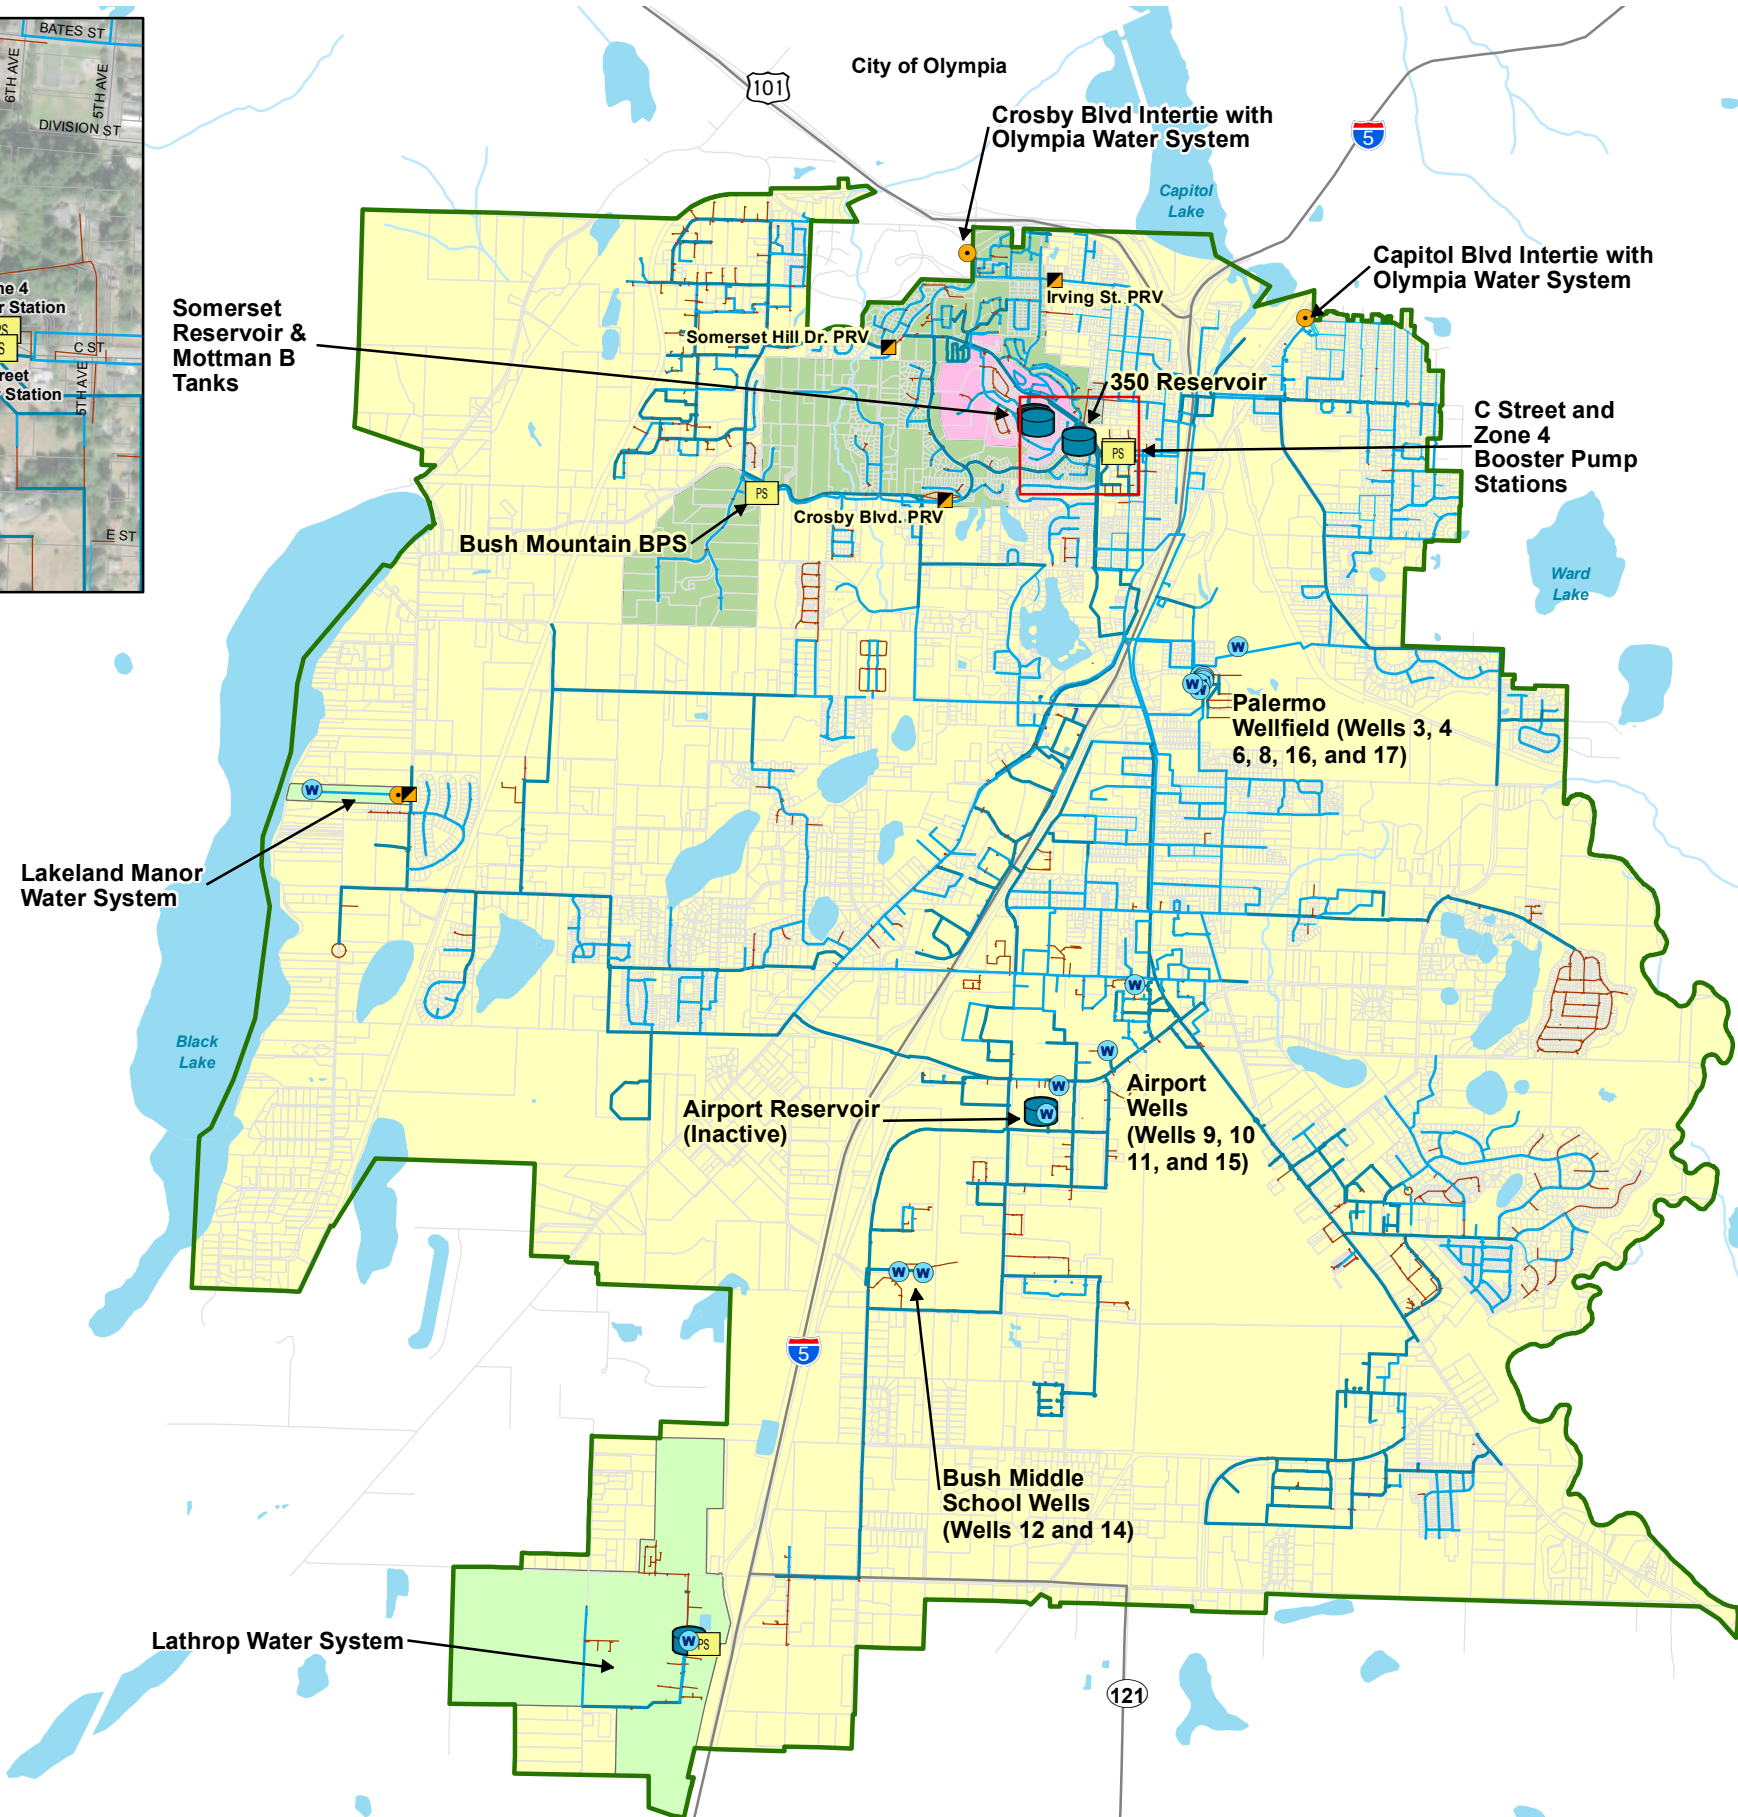 BATES ST
6TH AVE
5TH AVE
DIVISION ST
ne 4
r Station
PS
S
C ST
reet
Station
5TH AVE
E ST
City of Olympia
101
Crosby Blvd Intertie with
Olympia Water System
5
Capitol
Lake
Capitol Blvd Intertie with
Olympia Water System
Irving St. PRV
Somerset
Reservoir &
Mottman B
Tanks
Somerset Hill Dr. PRV
350 Reservoir
C Street and
Zone 4
Booster Pump
Stations
PS
PS
Crosby Blvd. PRV
Bush Mountain BPS
Ward
Lake
W
W
W
Palermo
Wellfield (Wells 3, 4
6, 8, 16, and 17)
W
Lakeland Manor
Water System
W
Black
Lake
W
W
W
Airport Reservoir
(Inactive)
Airport
Wells
(Wells 9, 10
11, and 15)
W
W
5
Bush Middle
School Wells
(Wells 12 and 14)
Lathrop Water System
W
PS
121